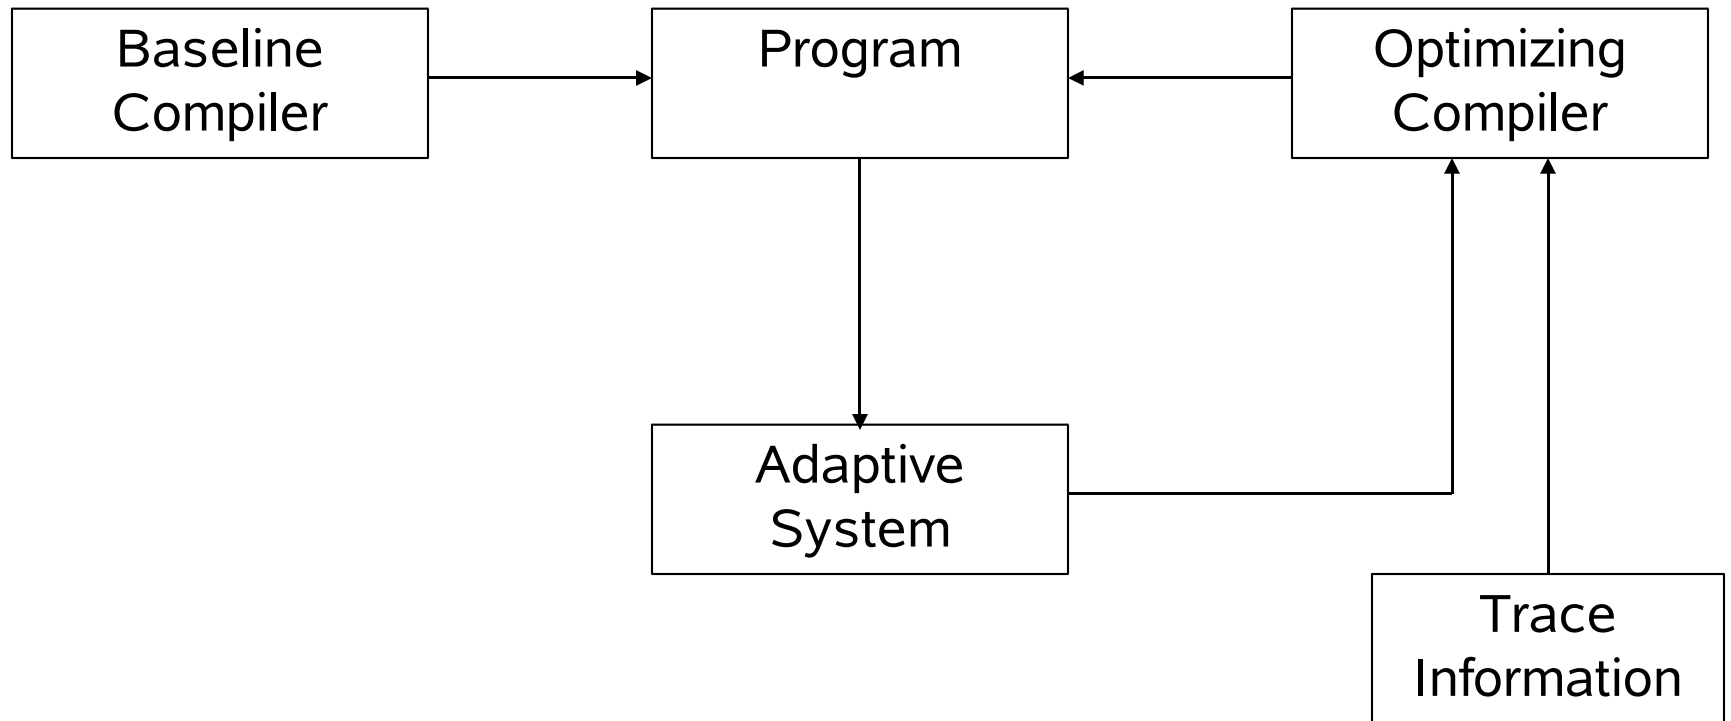 Baseline
Compiler
Program
Optimizing
Compiler
Adaptive
System
Trace
Information